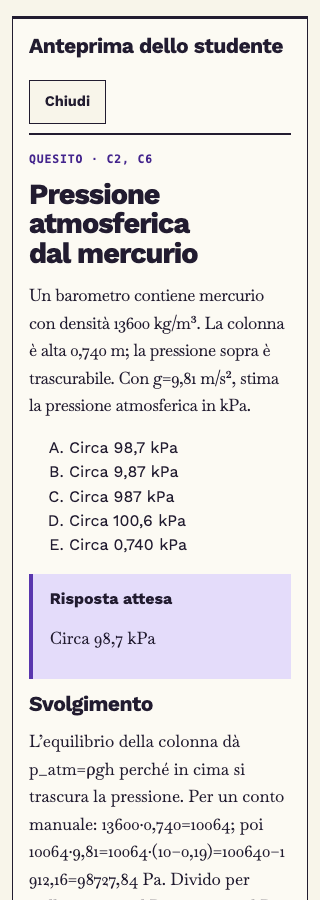 Anteprima dello studente
Chiudi
QUESITO · C2, C6
Pressione
atmosferica
dal mercurio
Un barometro contiene mercurio
con densità 13600 kg/m³. La colonna
è alta 0,740 m; la pressione sopra è
trascurabile. Con g=9,81 m/s², stima
la pressione atmosferica in kPa.
A. Circa 98,7 kPa
B. Circa 9,87 kPa
C. Circa 987 kPa
D. Circa 100,6 kPa
E. Circa 0,740 kPa
Risposta attesa
Circa 98,7 kPa
Svolgimento
L’equilibrio della colonna dà
p_atm=ρgh perché in cima si
trascura la pressione. Per un conto
manuale: 13600·0,740=10064; poi
10064·9,81=10064·(10−0,19)=100640−1
912,16=98727,84 Pa. Divido per